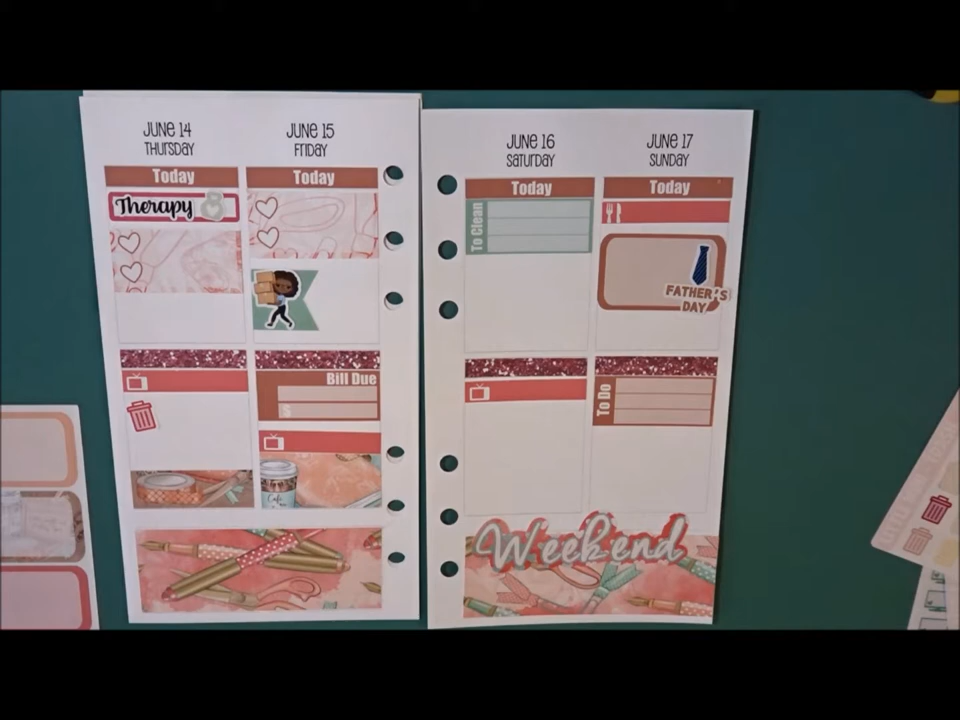 JUNE 14
THURSDAY
Today
Therapy 8
JUNE 15
FRIDAY
Today
Bill Due
$
JUNE 16
SATURDAY
Today
To Clean
JUNE 17
SUNDAY
Today
FATHER'S
DAY
To Do
Weekend